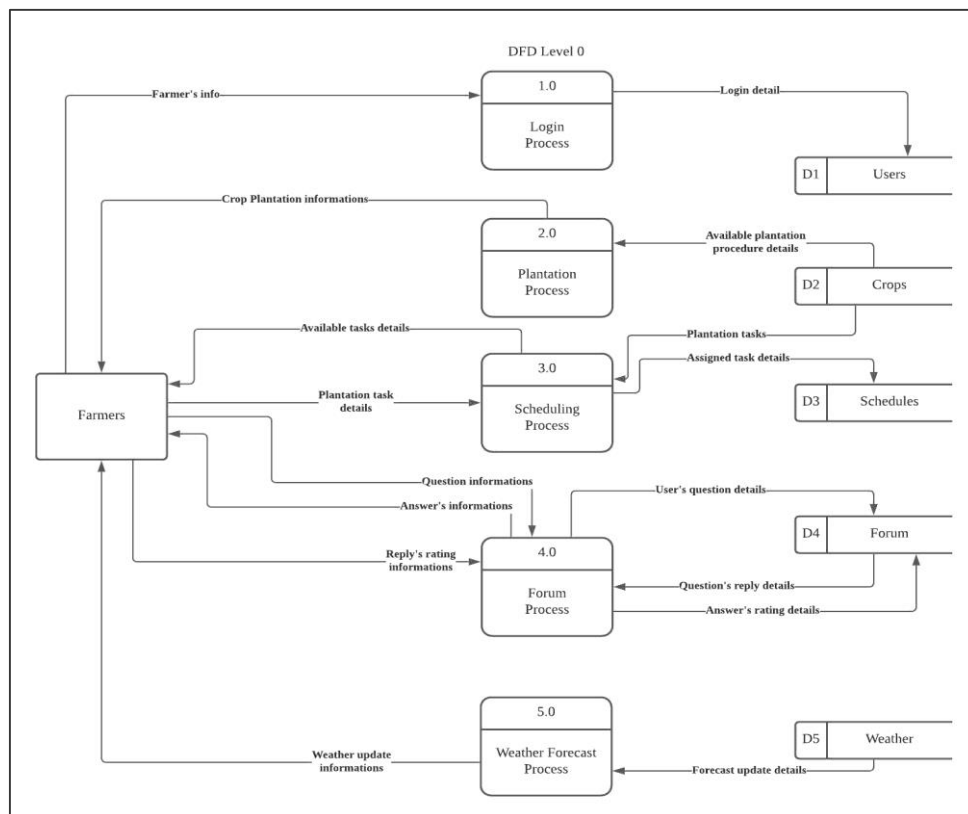 DFD Level 0
1.0
Farmer's info
Login detail
Login
Process
D1
Users
Crop Plantation informations
2.0
Available plantation
procedure details
Plantation
Process
D2
Crops
Available tasks details
Plantation tasks
3.0
Assigned task details
Plantation task
details
Farmers
Scheduling
Process
D3
Schedules
Question informations
User's question details
Answer's informations
Reply's rating
informations
4.0
D4
Forum
Forum
Process
Question's reply details
Answer's rating details
5.0
D5
Weather
Weather update
informations
Weather Forecast
Process
Forecast update details